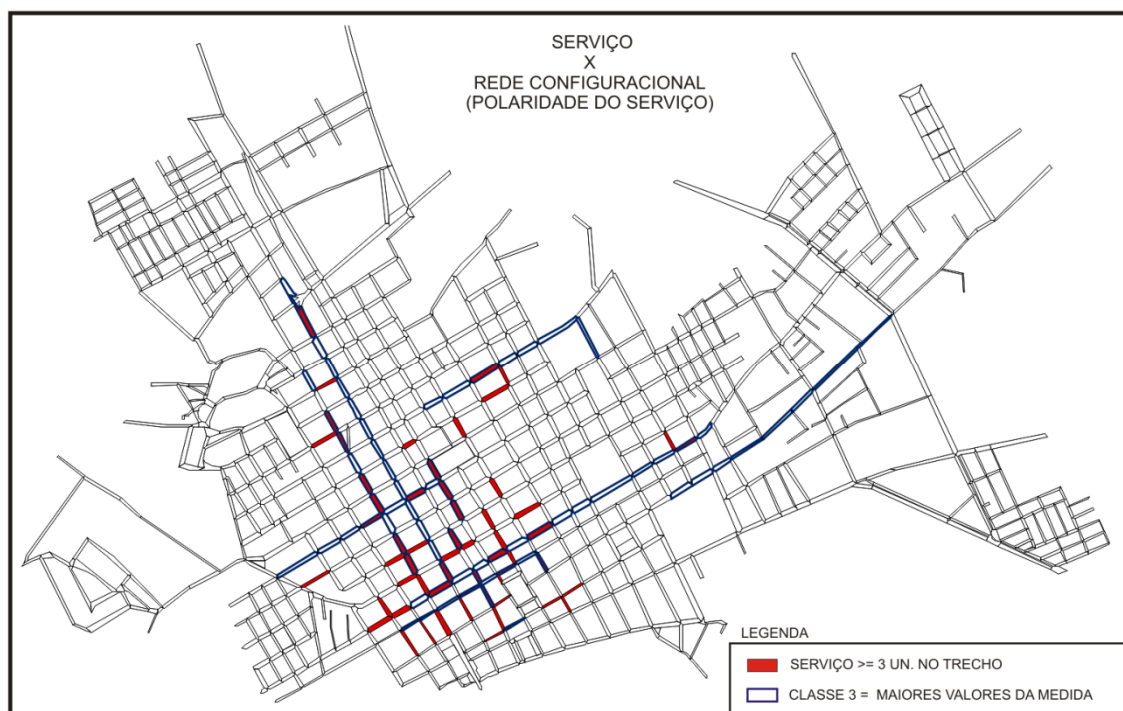 SERVIÇO
X
REDE CONFIGURACIONAL
(POLARIDADE DO SERVIÇO)
LEGENDA
SERVIÇO >= 3 UN. NO TRECHO
CLASSE 3 = MAIORES VALORES DA MEDIDA